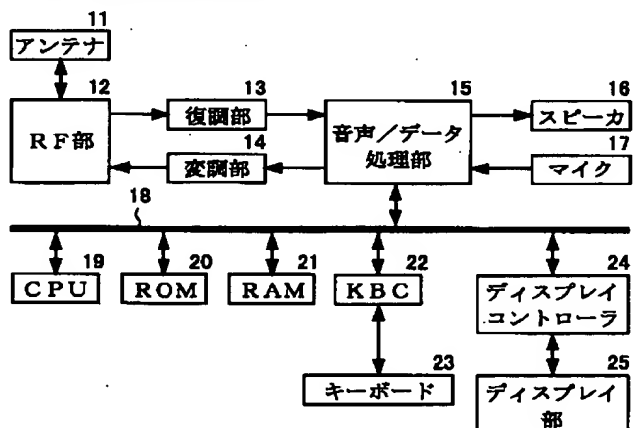 11
アンテナ
12
RF部
13
復調部
14
変調部
15
音声／データ
処理部
16
スピーカ
17
マイク
18
19
CPU
20
ROM
21
RAM
22
KBC
23
キーボード
24
ディスプレイ
コントローラ
25
ディスプレイ
部